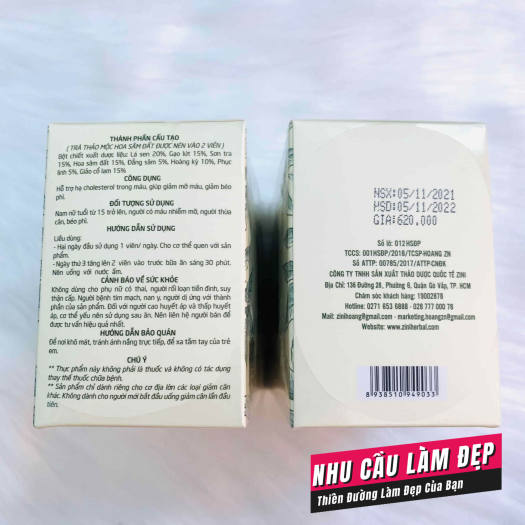 THÀNH PHẦN CẤU TẠO
( TRÀ THẢO MỘC HOA SÂM ĐẤT ĐƯỢC NÉN VÀO 2 VIÊN )
Bột chiết xuất dược liệu: Lá sen 20%, Gạo lứt 15%, Sơn tra
15%, Hoa sâm đất 15%, Đẳng sâm 5%, Hoàng kỳ 10%, Phục
linh 5%, Giảo cổ lam 15%
CÔNG DỤNG
Hỗ trợ hạ cholesterol trong máu, giúp giảm mỡ máu, giảm béo
phì.
ĐỐI TƯỢNG SỬ DỤNG
Nam nữ tuổi từ 15 trở lên, người có máu nhiễm mỡ, người thừa
cân, béo phì.
HƯỚNG DẪN SỬ DỤNG
Liều dùng:
- Hai ngày đầu sử dụng 1 viên/ ngày. Cho cơ thể quen với sản
phẩm.
- Ngày thứ 3 tăng lên 2 viên vào trước bữa ăn sáng 30 phút.
Nên uống với nước ấm.
CẢNH BÁO VỀ SỨC KHỎE
Không dùng cho phụ nữ có thai, người rối loạn tiền đình, suy
thận cấp. Người bệnh tim mạch, nan y, người dị ứng với thành
phần của sản phẩm. Đối với người cao huyết áp và thấp huyết
áp, cơ thể yếu nên sử dụng sau ăn. Nên liên hệ người bán để
được tư vấn hiệu quả nhất.
HƯỚNG DẪN BẢO QUẢN
Để nơi khô mát, tránh ánh nắng trực tiếp, để xa tầm tay của trẻ
em.
CHÚ Ý
** Thực phẩm này không phải là thuốc và không có tác dụng
thay thế thuốc chữa bệnh.
** Sản phẩm chỉ dành riêng cho cơ địa lờn các loại giảm cân
khác. Không dành cho người mới bắt đầu uống giảm cân lần đầu
tiên.
NSX:05/11/2021
HSD:05/11/2022
GIA:620,000
Số lô: 012HSĐP
TCCS: 001HSĐP/2018/TCSP-HOANG ZN
Số ATTP: 00785/2017/ATTP-CNĐK
CÔNG TY TNHH SẢN XUẤT THẢO DƯỢC QUỐC TẾ ZINI
Địa Chỉ: 136 Đường 28, Phường 6, Quận Gò Vấp, TP. HCM
Chăm sóc khách hàng: 19002878
Hotline: 0271 653 8888 - 028 777 000 78
Mail: zinihoang@gmail.com - marketing.hoangzn@gmail.com
Website: www.ziniherbal.com
8 938510 949033
NHU CẦU LÀM ĐẸP
Thiên Đường Làm Đẹp Của Bạn